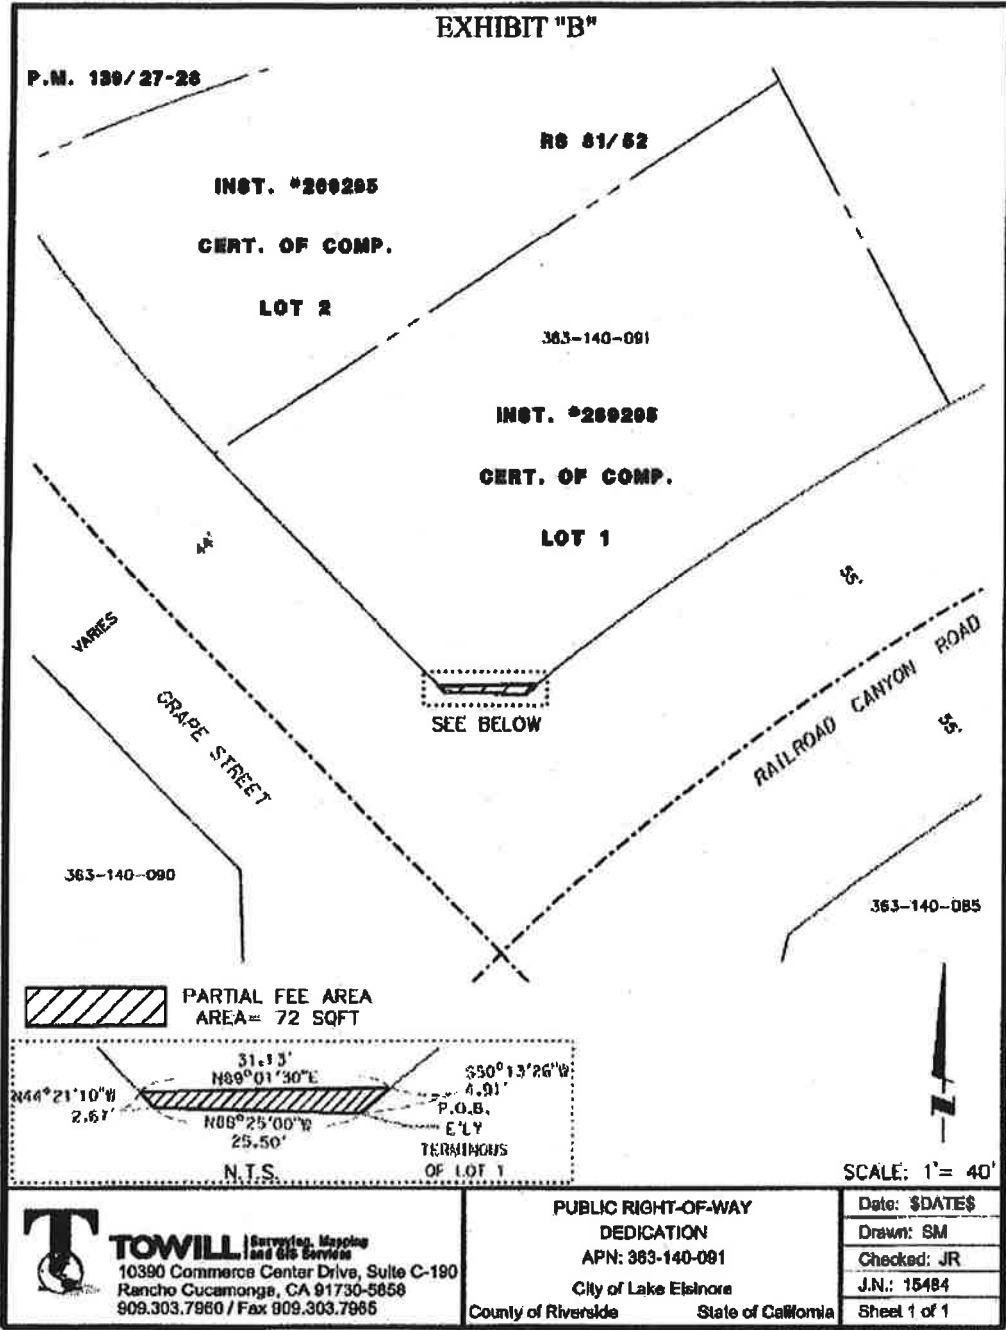 EXHIBIT "B"
P.M. 139/27-28
RS 81/52
INST. #269295
CERT. OF COMP.
LOT 2
363-140-091
INST. #269295
CERT. OF COMP.
LOT 1
44'
55'
VARIES
GRAPE STREET
SEE BELOW
RAILROAD CANYON ROAD
55'
363-140-090
363-140-085
PARTIAL FEE AREA
AREA= 72 SQFT
31.13'
N89°01'30"E
S50°13'26"W
4.91'
N44°21'10"W
2.67'
P.O.B.
N88°25'00"W
25.50'
E'LY
TERMINOUS
OF LOT 1
N.T.S.
SCALE: 1"= 40'
TOWILL Surveying, Mapping
and GIS Services
10390 Commerce Center Drive, Suite C-190
Rancho Cucamonga, CA 91730-5858
909.303.7960 / Fax 909.303.7965
PUBLIC RIGHT-OF-WAY
DEDICATION
APN: 363-140-091
City of Lake Elsinore
County of Riverside State of California
Date: $DATE$
Drawn: SM
Checked: JR
J.N.: 15484
Sheet 1 of 1